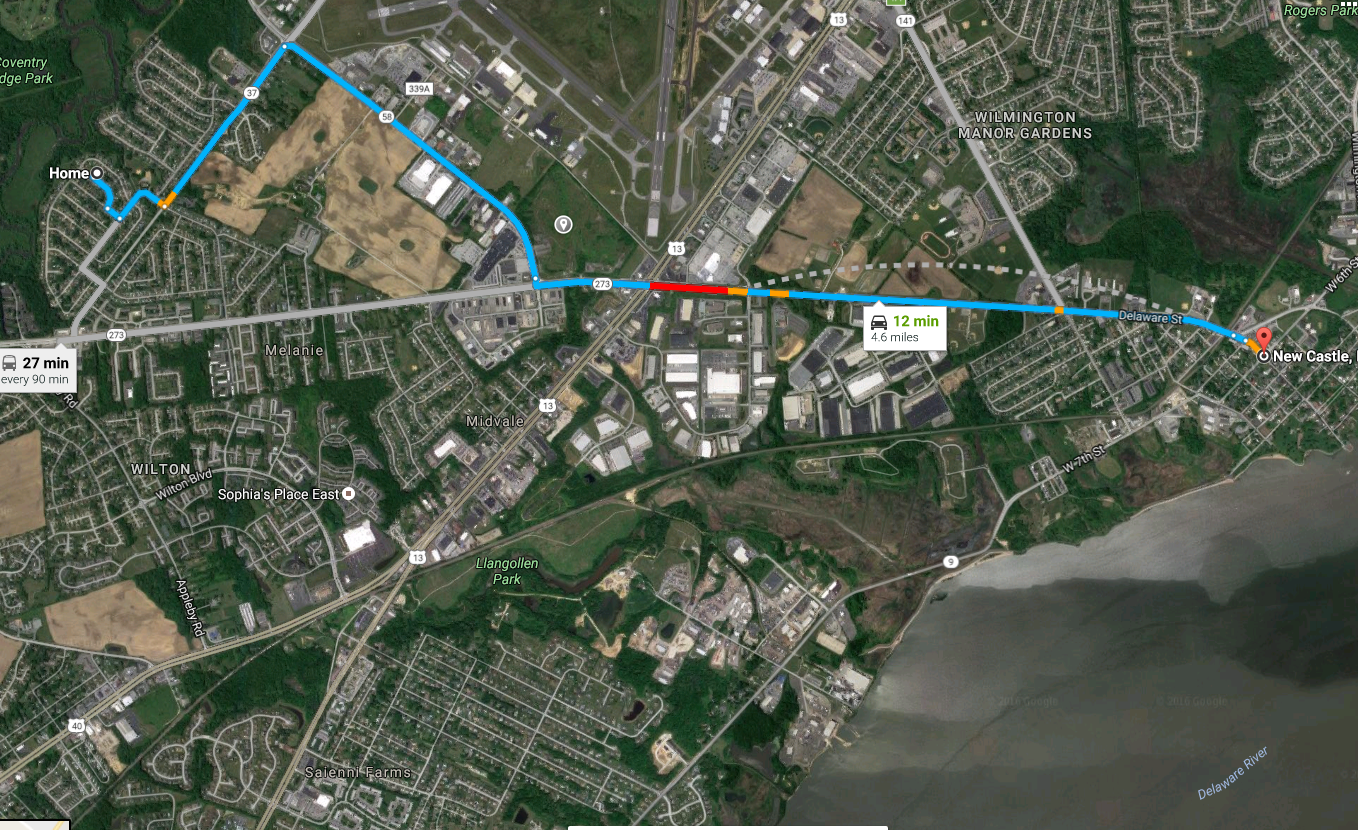 Rogers Park
13
141
Coventry
dge Park
37
339A
58
WILMINGTON
MANOR GARDENS
Home
13
273
W 6th St
12 min
4.6 miles
Delaware St
New Castle,
273
Melanie
27 min
every 90 min
Rd
13
Midvale
W 7th St
WILTON
Wilton Blvd
Sophia's Place East
13
Llangollen
Park
9
Appleby Rd
40
© 2016 Google
© 2016 Google
Saienni Farms
Delaware River